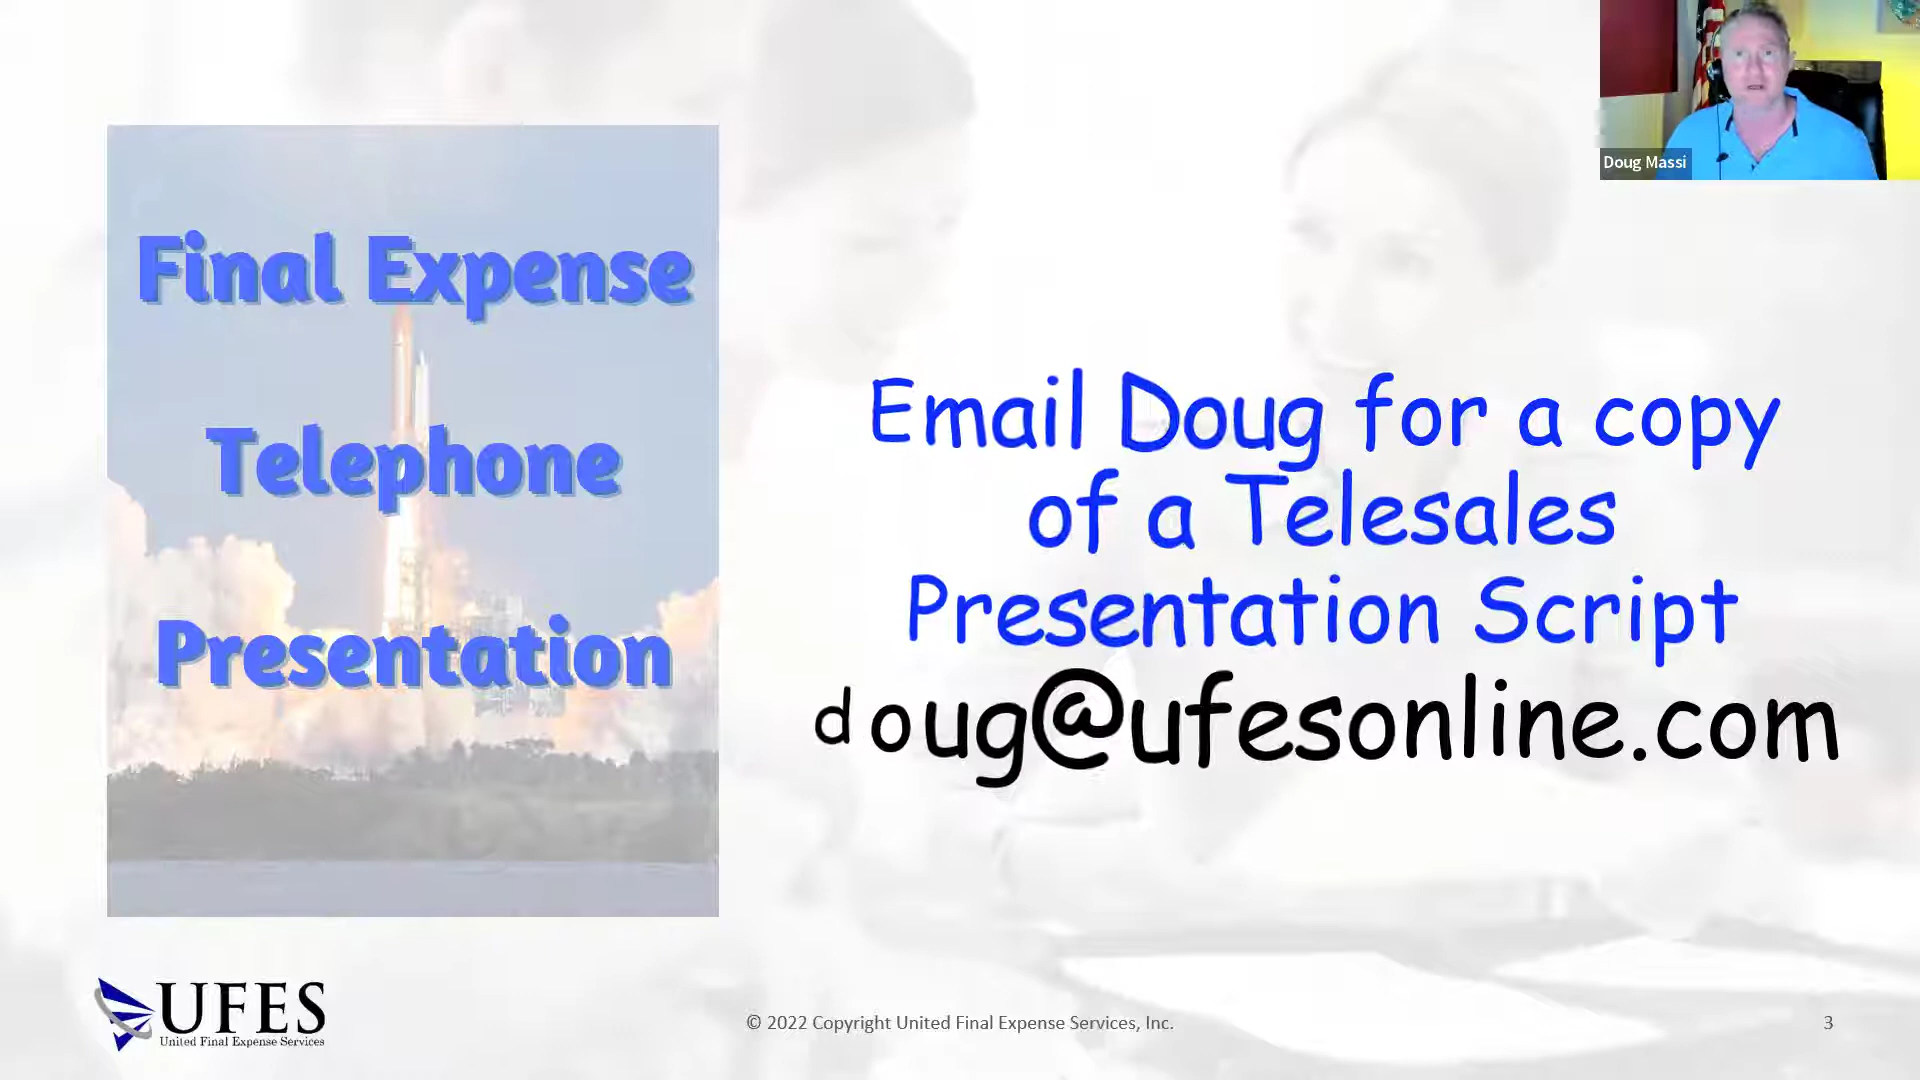 Doug Massi
Final Expense
Telephone
Presentation
Email Doug for a copy
of a Telesales
Presentation Script
doug@ufesonline.com
UFES
United Final Expense Services
© 2022 Copyright United Final Expense Services, Inc.
3